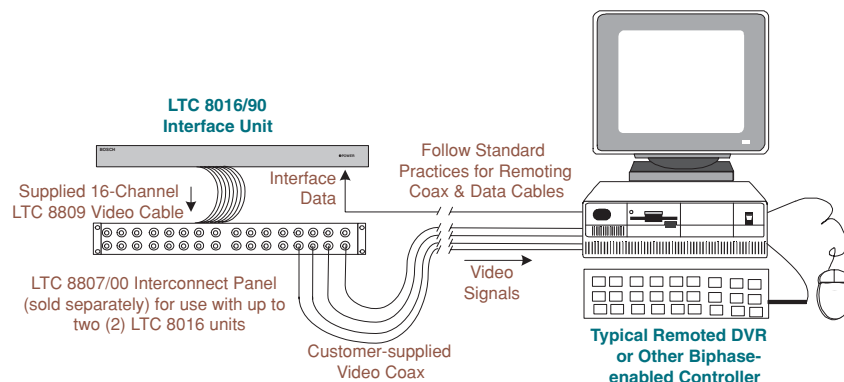 LTC 8016/90
Interface Unit
BOSCH
POWER
Supplied 16-Channel
LTC 8809 Video Cable
Interface
Data
Follow Standard
Practices for Remoting
Coax & Data Cables
LTC 8807/00 Interconnect Panel
(sold separately) for use with up to
two (2) LTC 8016 units
Video
Signals
Customer-supplied
Video Coax
Typical Remoted DVR
or Other Biphase-
enabled Controller